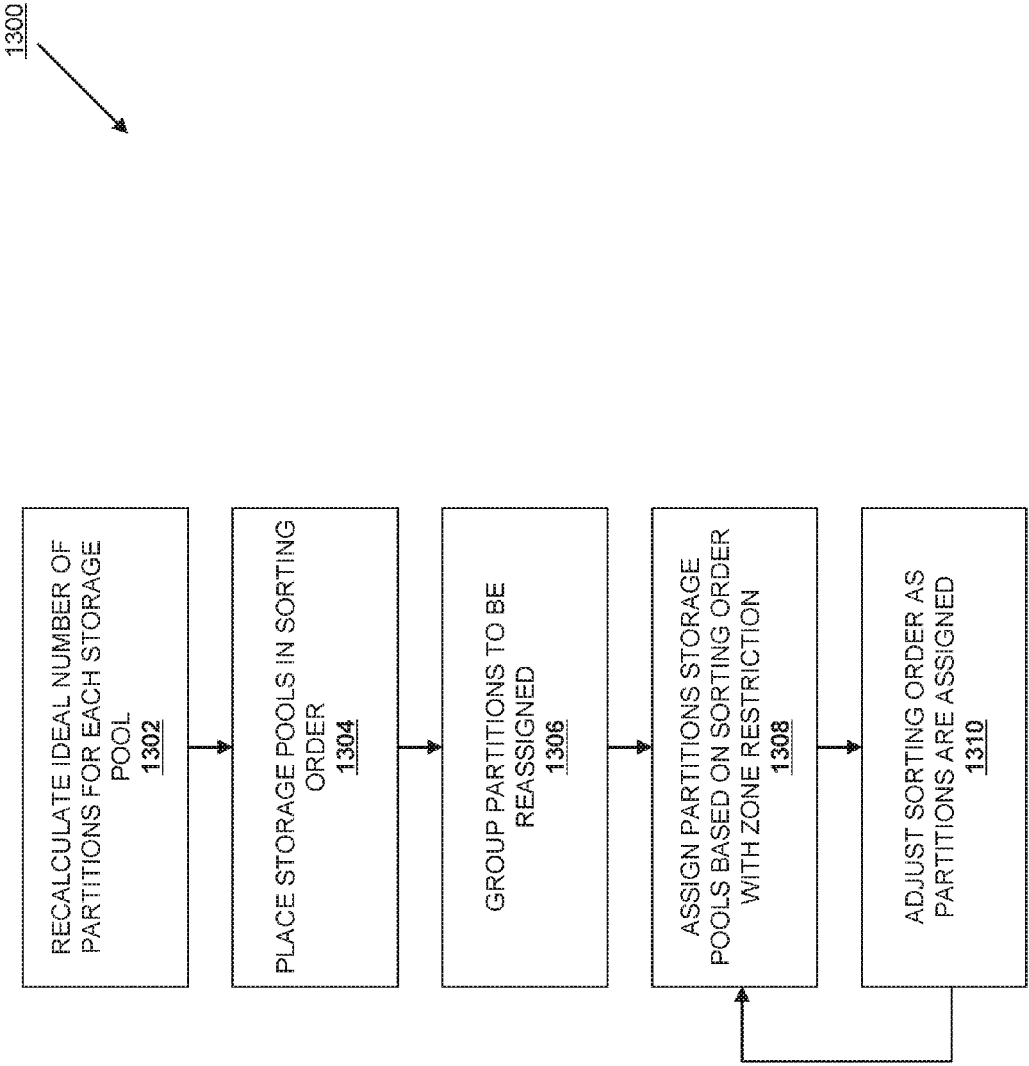 1300
RECALCULATE IDEAL NUMBER OF
PARTITIONS FOR EACH STORAGE
POOL
1302
PLACE STORAGE POOLS IN SORTING
ORDER
1304
GROUP PARTITIONS TO BE
REASSIGNED
1306
ASSIGN PARTITIONS STORAGE
POOLS BASED ON SORTING ORDER
WITH ZONE RESTRICTION
1308
ADJUST SORTING ORDER AS
PARTITIONS ARE ASSIGNED
1310